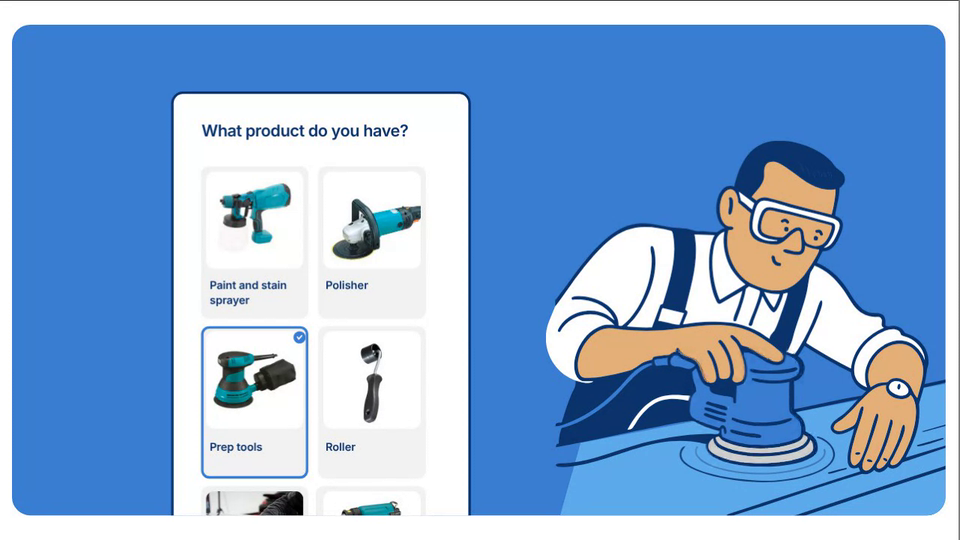 What product do you have?
Paint and stain
sprayer
Polisher
Prep tools
Roller